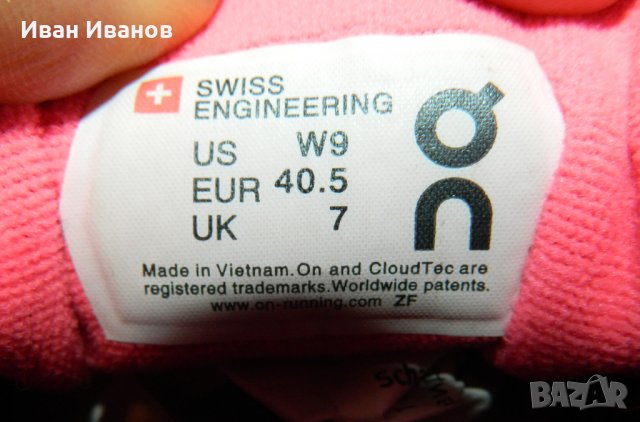 Иван Иванов
SWISS
ENGINEERING
US W9
EUR 40.5
UK 7
Made in Vietnam.On and CloudTec are
registered trademarks.Worldwide patents.
www.on-running.com ZF
BAZAR